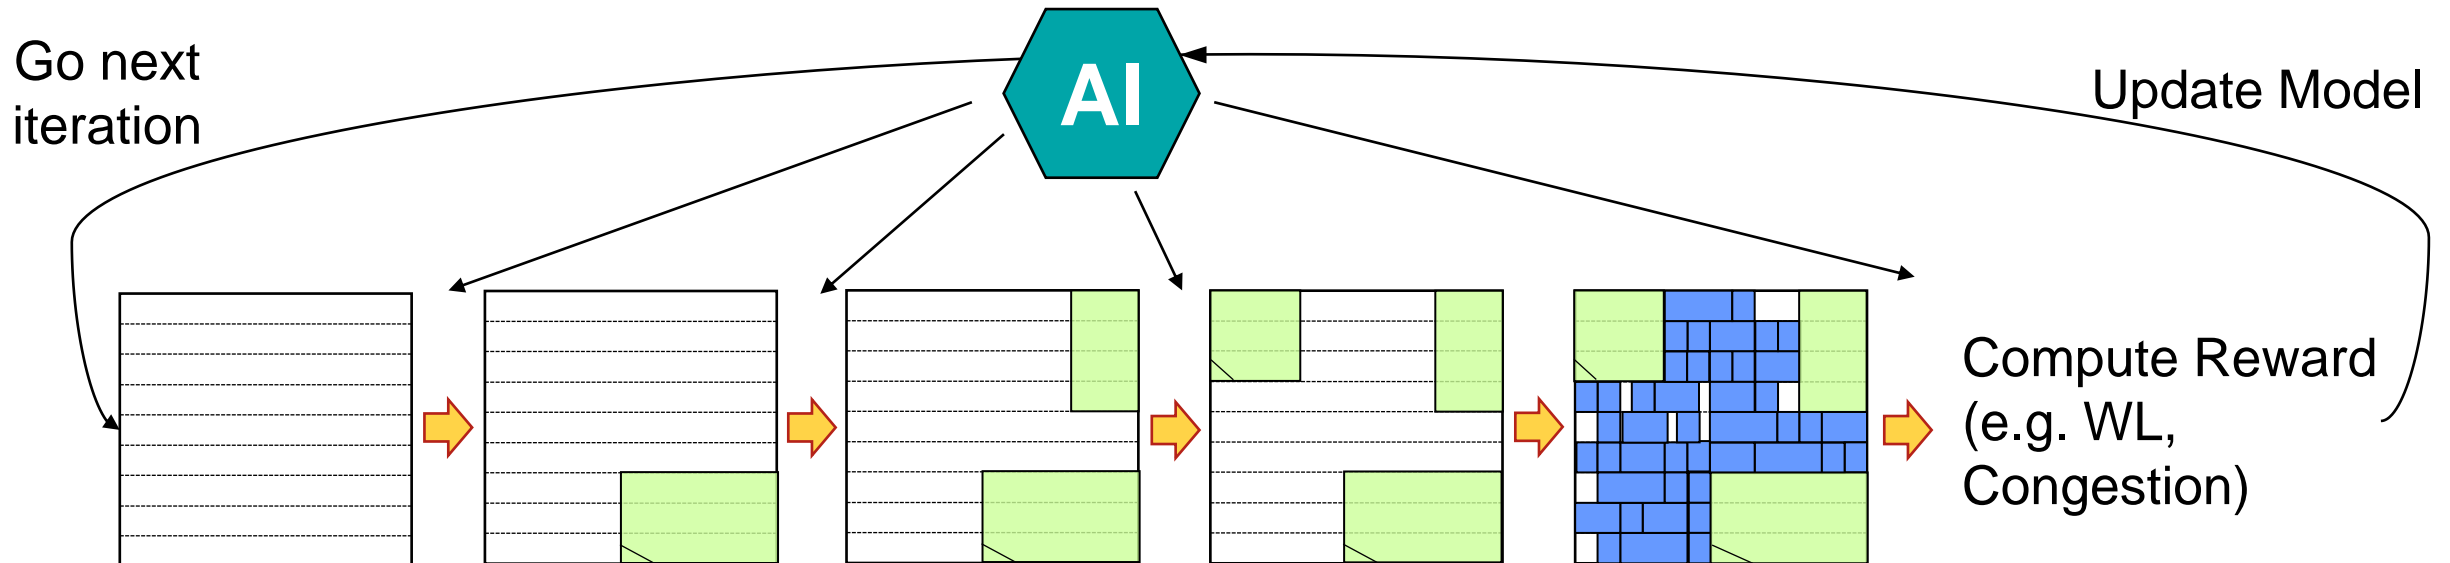 Go next
iteration
AI
Update Model
Compute Reward
(e.g. WL,
Congestion)